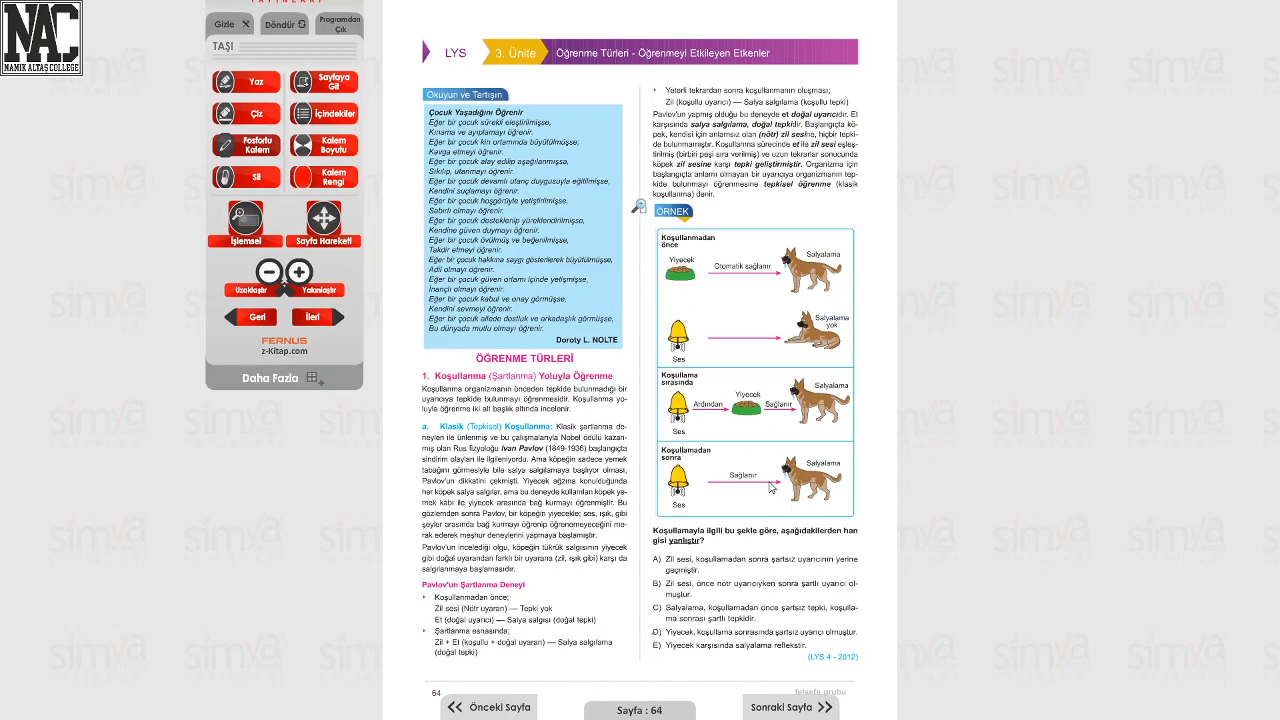 NAC
NAMIK ALTAŞ COLLEGE
YAYINLARI
Gizle
Döndür
Programdan
Çık
TAŞI
Yaz
Sayfaya
Git
Çiz
İçindekiler
Fosforlu
Kalem
Kalem
Boyutu
Sil
Kalem
Rengi
İşlemsel
Sayfa Hareketi
Uzaklaştır
Yakınlaştır
Geri
İleri
FERNUS
z-Kitap.com
Daha Fazla
LYS
3. Ünite
Öğrenme Türleri - Öğrenmeyi Etkileyen Etkenler
Okuyun ve Tartışın
Çocuk Yaşadığını Öğrenir
Eğer bir çocuk sürekli eleştirilmişse,
Kınama ve ayıplamayı öğrenir.
Eğer bir çocuk kin ortamında büyütülmüşse,
Kavga etmeyi öğrenir.
Eğer bir çocuk alay edilip aşağılanmışsa,
Sıkılıp, utanmayı öğrenir.
Eğer bir çocuk devamlı utanç duygusuyla eğitilmişse,
Kendini suçlamayı öğrenir.
Eğer bir çocuk hoşgörüyle yetiştirilmişse,
Sabırlı olmayı öğrenir.
Eğer bir çocuk desteklenip yüreklendirilmişse,
Kendine güven duymayı öğrenir.
Eğer bir çocuk övülmüş ve beğenilmişse,
Takdir etmeyi öğrenir.
Eğer bir çocuk hakkına saygı gösterilerek büyütülmüşse,
Adil olmayı öğrenir.
Eğer bir çocuk güven ortamı içinde yetişmişse,
İnançlı olmayı öğrenir.
Eğer bir çocuk kabul ve onay görmüşse,
Kendini sevmeyi öğrenir.
Eğer bir çocuk ailede dostluk ve arkadaşlık görmüşse,
Bu dünyada mutlu olmayı öğrenir.
Doroty L. NOLTE
ÖĞRENME TÜRLERİ
1. Koşullanma (Şartlanma) Yoluyla Öğrenme
Koşullanma organizmanın önceden tepkide bulunmadığı bir
uyarıcıya tepkide bulunmayı öğrenmesidir. Koşullanma yo-
luyla öğrenme iki alt başlık altında incelenir.
a. Klasik (Tepkisel) Koşullanma: Klasik şartlanma de-
neyleri ile ünlenmiş ve bu çalışmalarıyla Nobel ödülü kazan-
mış olan Rus fizyoloğu Ivan Pavlov (1849-1936) başlangıçta
sindirim olayları ile ilgileniyordu. Ama köpeğin sadece yemek
tabağını görmesiyle bile salya salgılamaya başlıyor olması,
Pavlov'un dikkatini çekmişti. Yiyecek ağzına konulduğunda
her köpek salya salgılar, ama bu deneyde kullanılan köpek ye-
mek kabı ile yiyecek arasında bağ kurmayı öğrenmiştir. Bu
gözlemden sonra Pavlov, bir köpeğin yiyecekle; ses, ışık, gibi
şeyler arasında bağ kurmayı öğrenip öğrenemeyeceğini me-
rak ederek meşhur deneylerini yapmaya başlamıştır.
Pavlov'un incelediği olgu, köpeğin tükrük salgısının yiyecek
gibi doğal uyarandan farklı bir uyarana (zil, ışık gibi) karşı da
salgılanmaya başlamasıdır.
Pavlov'un Şartlanma Deneyi
• Koşullanmadan önce;
Zil sesi (Nötr uyaran) — Tepki yok
Et (doğal uyarıcı) — Salya salgısı (doğal tepki)
• Şartlanma esnasında;
Zil + Et (koşullu + doğal uyaran) — Salya salgılama
(doğal tepki)
• Yeterli tekrardan sonra koşullanmanın oluşması;
Zil (koşullu uyarıcı) — Salya salgılama (koşullu tepki)
Pavlov'un yapmış olduğu bu deneyde et doğal uyarıcıdır. Et
karşısında salya salgılama, doğal tepkidir. Başlangıçta kö-
pek, kendisi için anlamsız olan (nötr) zil sesine, hiçbir tepki-
de bulunmamıştır. Koşullanma sürecinde et ile zil sesi eşleş-
tirilmiş (birbiri peşi sıra verilmiş) ve uzun tekrarlar sonucunda
köpek zil sesine karşı tepki geliştirmiştir. Organizma için
başlangıçta anlamı olmayan bir uyarıcıya organizmanın tep-
kide bulunmayı öğrenmesine tepkisel öğrenme (klasik
koşullanma) denir.
ÖRNEK
Koşullanmadan
önce
Yiyecek
Otomatik sağlanır
Salyalama
Salyalama
yok
Ses
Koşullama
sırasında
Ardından
Yiyecek
Sağlanır
Salyalama
Ses
Koşullamadan
sonra
Sağlanır
Salyalama
Ses
Koşullamayla ilgili bu şekle göre, aşağıdakilerden han
gisi yanlıştır?
A) Zil sesi, koşullamadan sonra şartsız uyarıcının yerine
geçmiştir.
B) Zil sesi, önce nötr uyarıcıyken sonra şartlı uyarıcı ol-
muştur.
C) Salyalama, koşullamadan önce şartsız tepki, koşulla-
ma sonrası şartlı tepkidir.
D) Yiyecek, koşullama sonrasında şartsız uyarıcı olmuştur.
E) Yiyecek karşısında salyalama reflekstir.
(LYS 4 - 2012)
64
felsefe grubu
Önceki Sayfa
Sayfa : 64
Sonraki Sayfa